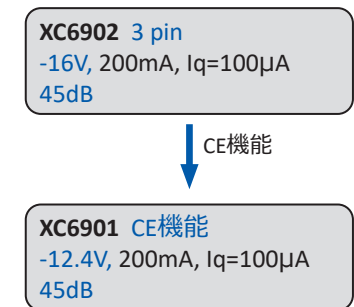 XC6902 3 pin
-16V, 200mA, Iq=100μA
45dB
CE機能
XC6901 CE機能
-12.4V, 200mA, Iq=100μA
45dB